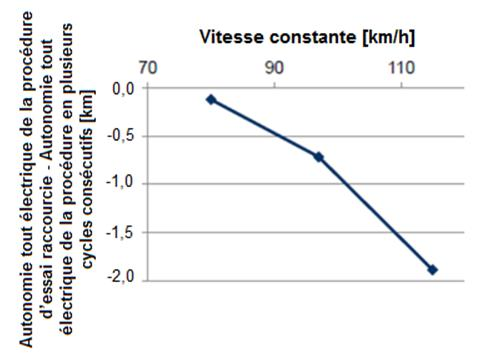 Vitesse constante [km/h]
70 90 110
Autonomie tout électrique de la procédure
d'essai raccourcie - Autonomie tout
électrique de la procédure en plusieurs
cycles consécutifs [km]
0,0
-0,5
-1,0
-1,5
-2,0